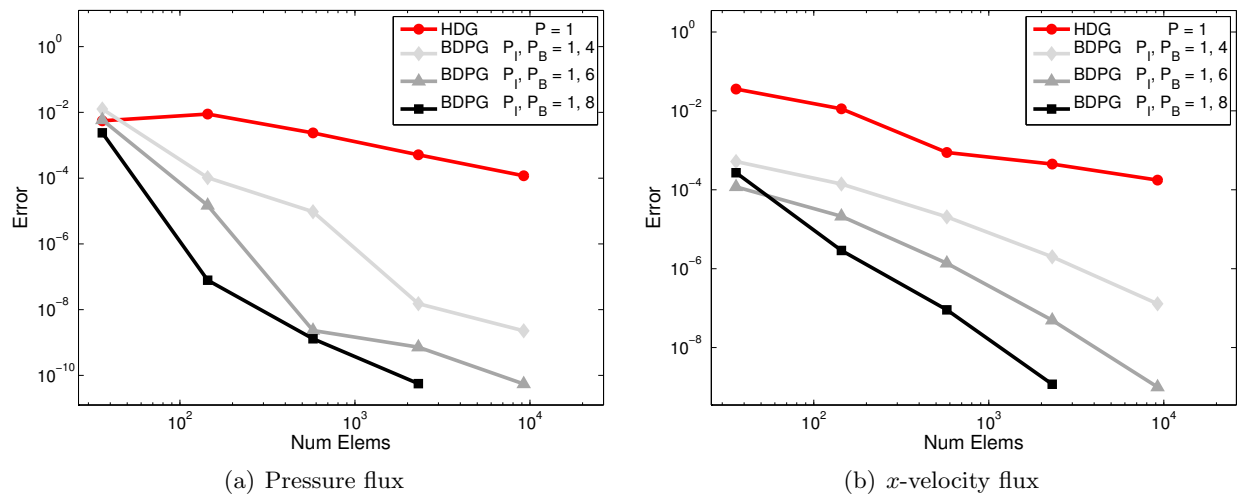 10^0
10^-2
10^-4
10^-6
10^-8
10^-10
Error
10^2
10^3
10^4
Num Elems
HDG P = 1
BDPG P_I, P_B = 1, 4
BDPG P_I, P_B = 1, 6
BDPG P_I, P_B = 1, 8
(a) Pressure flux
10^0
10^-2
10^-4
10^-6
10^-8
Error
10^2
10^3
10^4
Num Elems
HDG P = 1
BDPG P_I, P_B = 1, 4
BDPG P_I, P_B = 1, 6
BDPG P_I, P_B = 1, 8
(b) x-velocity flux